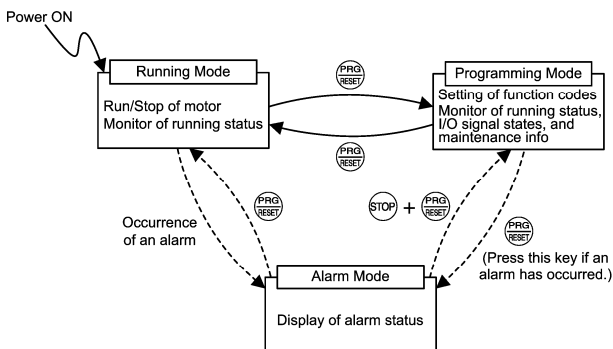 Power ON
Running Mode
Run/Stop of motor
Monitor of running status
PRG
RESET
Programming Mode
Setting of function codes
Monitor of running status,
I/O signal states, and
maintenance info
PRG
RESET
Occurrence
of an alarm
PRG
RESET
STOP + PRG
RESET
PRG
RESET
(Press this key if an
alarm has occurred.)
Alarm Mode
Display of alarm status